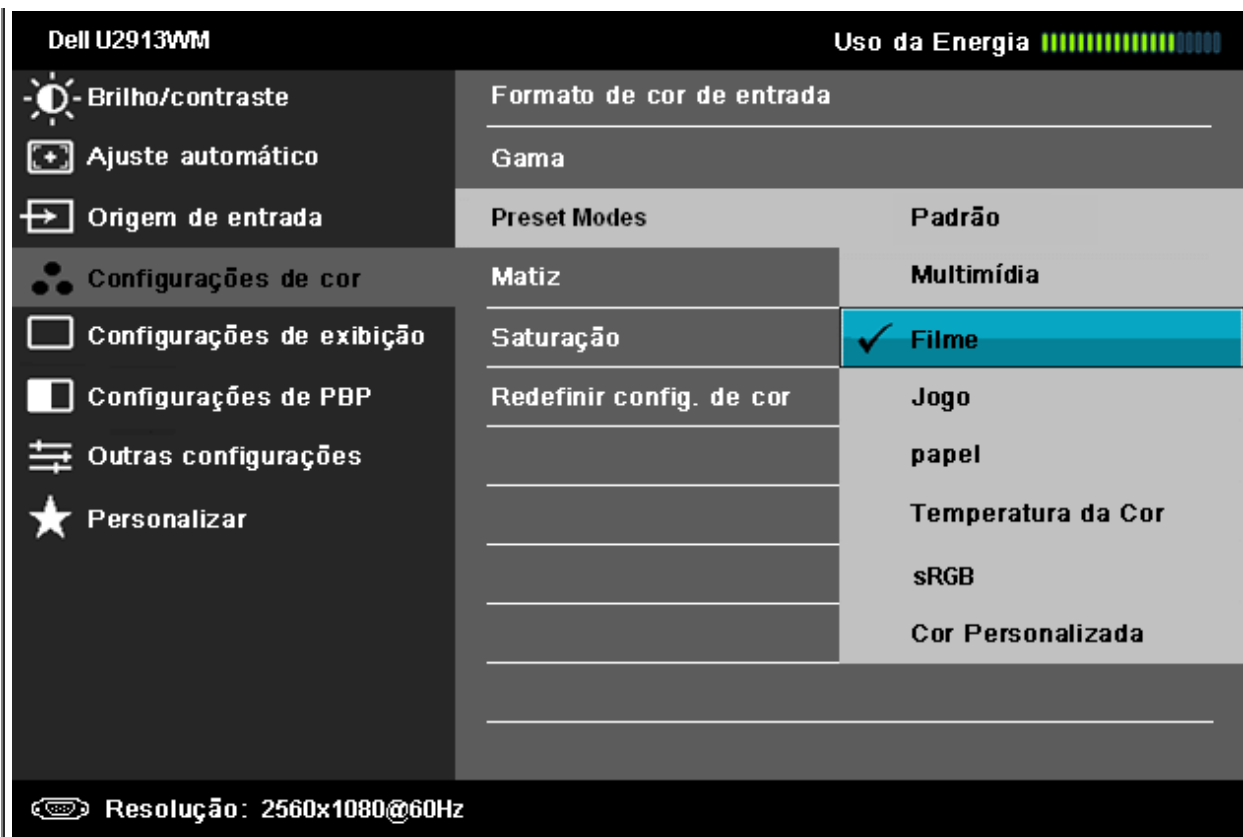 Dell U2913WM
Uso da Energia
Brilho/contraste
Ajuste automático
Origem de entrada
Configurações de cor
Configurações de exibição
Configurações de PBP
Outras configurações
Personalizar
Formato de cor de entrada
Gama
Preset Modes
Matiz
Saturação
Redefinir config. de cor
Padrão
Multimídia
Filme
Jogo
papel
Temperatura da Cor
sRGB
Cor Personalizada
Resolução: 2560x1080@60Hz